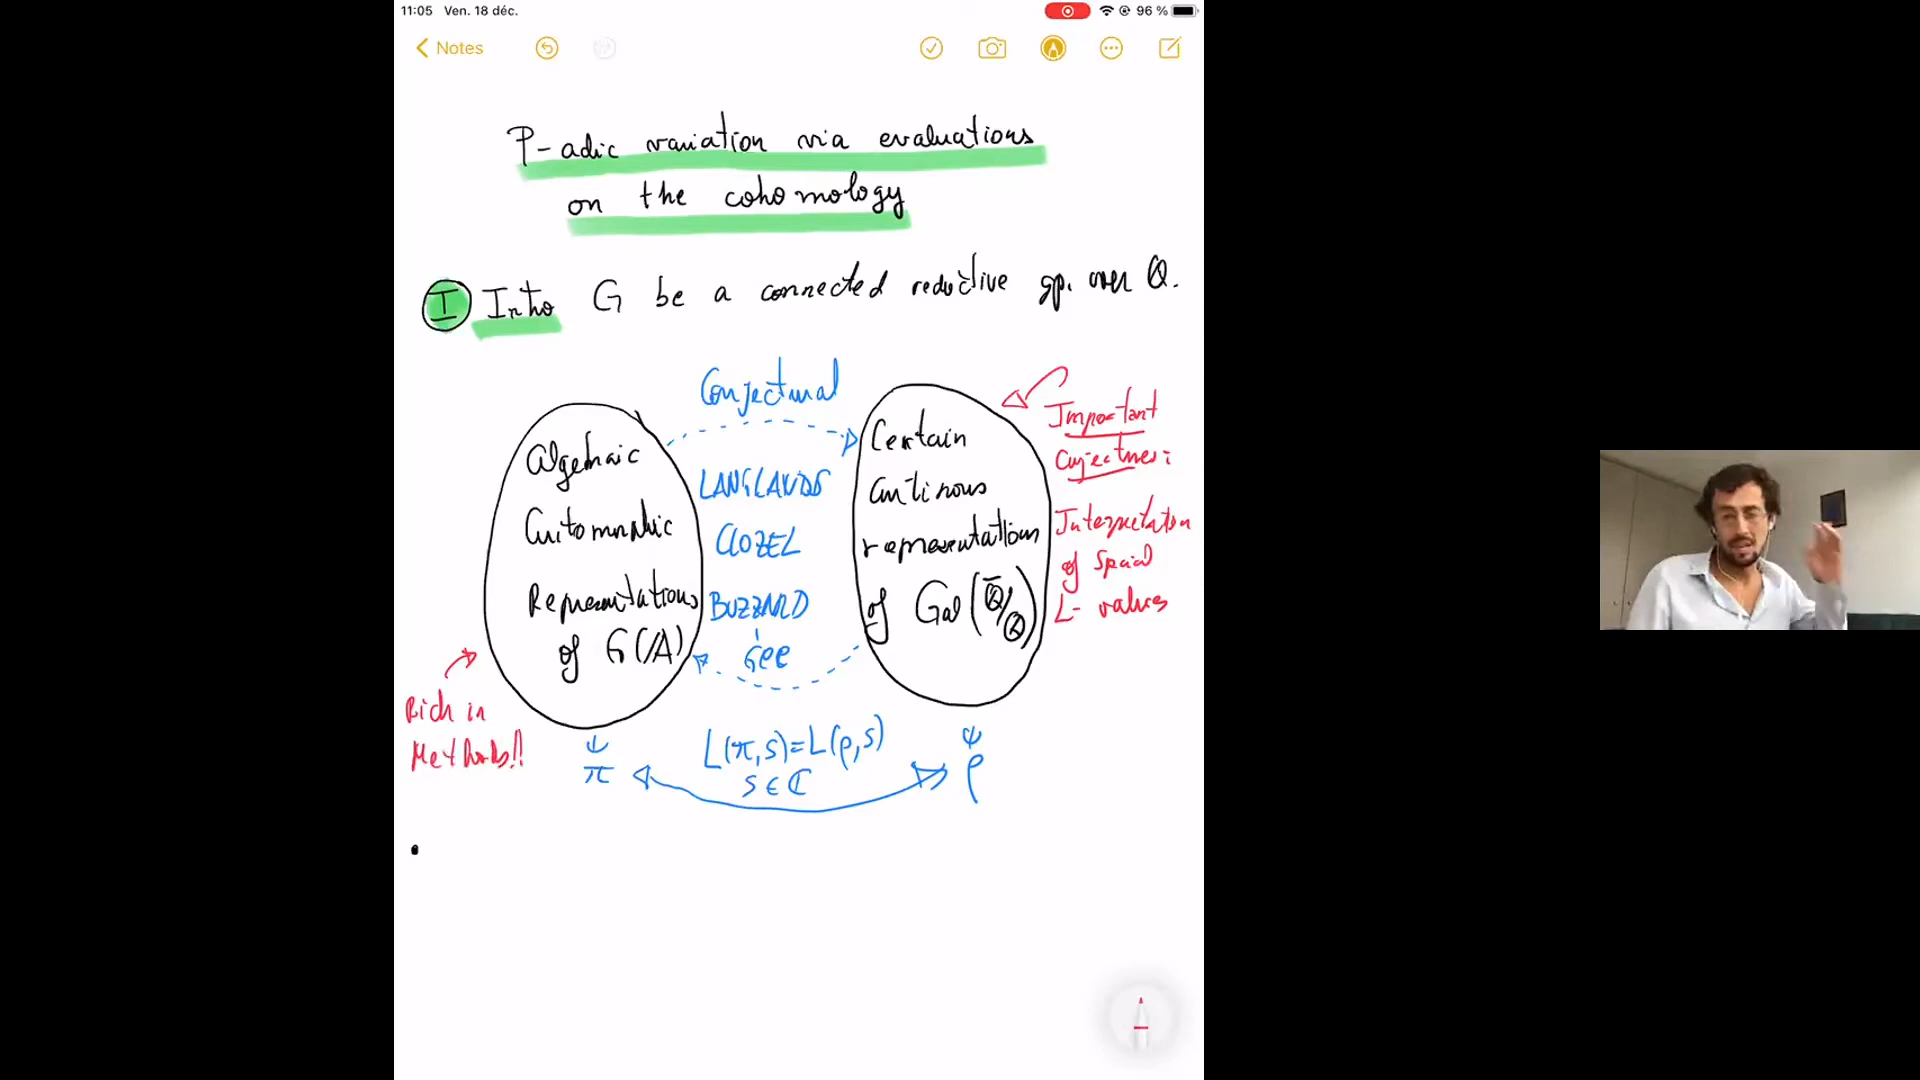 11:05 Ven. 18 déc. 96 %
Notes
P-adic variation via evaluations
on the cohomology
I Intro G be a connected reductive gp. over Q.
Conjectural
Algebraic
Automorphic
Representations
of G(A)
LANGLANDS
CLOZEL
BUZZARD
-
Gee
Certain
continous
representations
of Gal(Q̄/Q)
Important
Conjectures:
Interpretation
of Special
L-values
Rich in
Methods!!
π
L(π,s)=L(ρ,s)
s ∈ ℂ
ρ